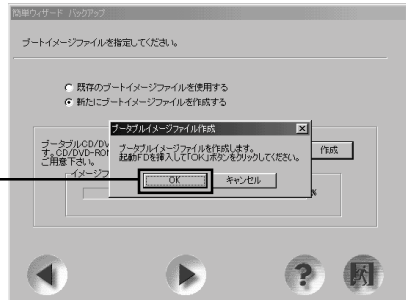 簡単ウィザード バックアップ
ブートイメージファイルを指定してください。
既存のブートイメージファイルを使用する
新たにブートイメージファイルを作成する
ブータブルイメージファイル作成
ブータブルCD/DV
す。CD/DVD-RON
ご用意下さい。
ブータブルイメージファイルを作成します。
起動FDを挿入して「OK」ボタンをクリックしてください。
作成
イメージフ
OK
キャンセル
%
?